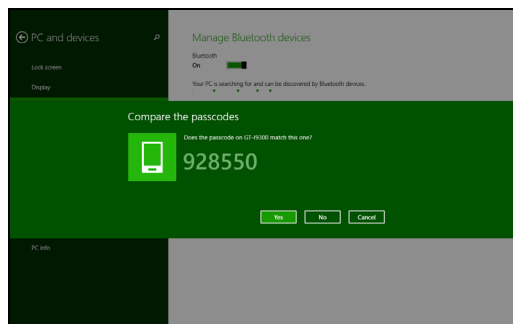 PC and devices
Manage Bluetooth devices
Bluetooth
On
Lock screen
Your PC is searching for and can be discovered by Bluetooth devices.
Display
Compare the passcodes
Does the passcode on GT-I9300 match this one?
928550
Yes No Cancel
PC info